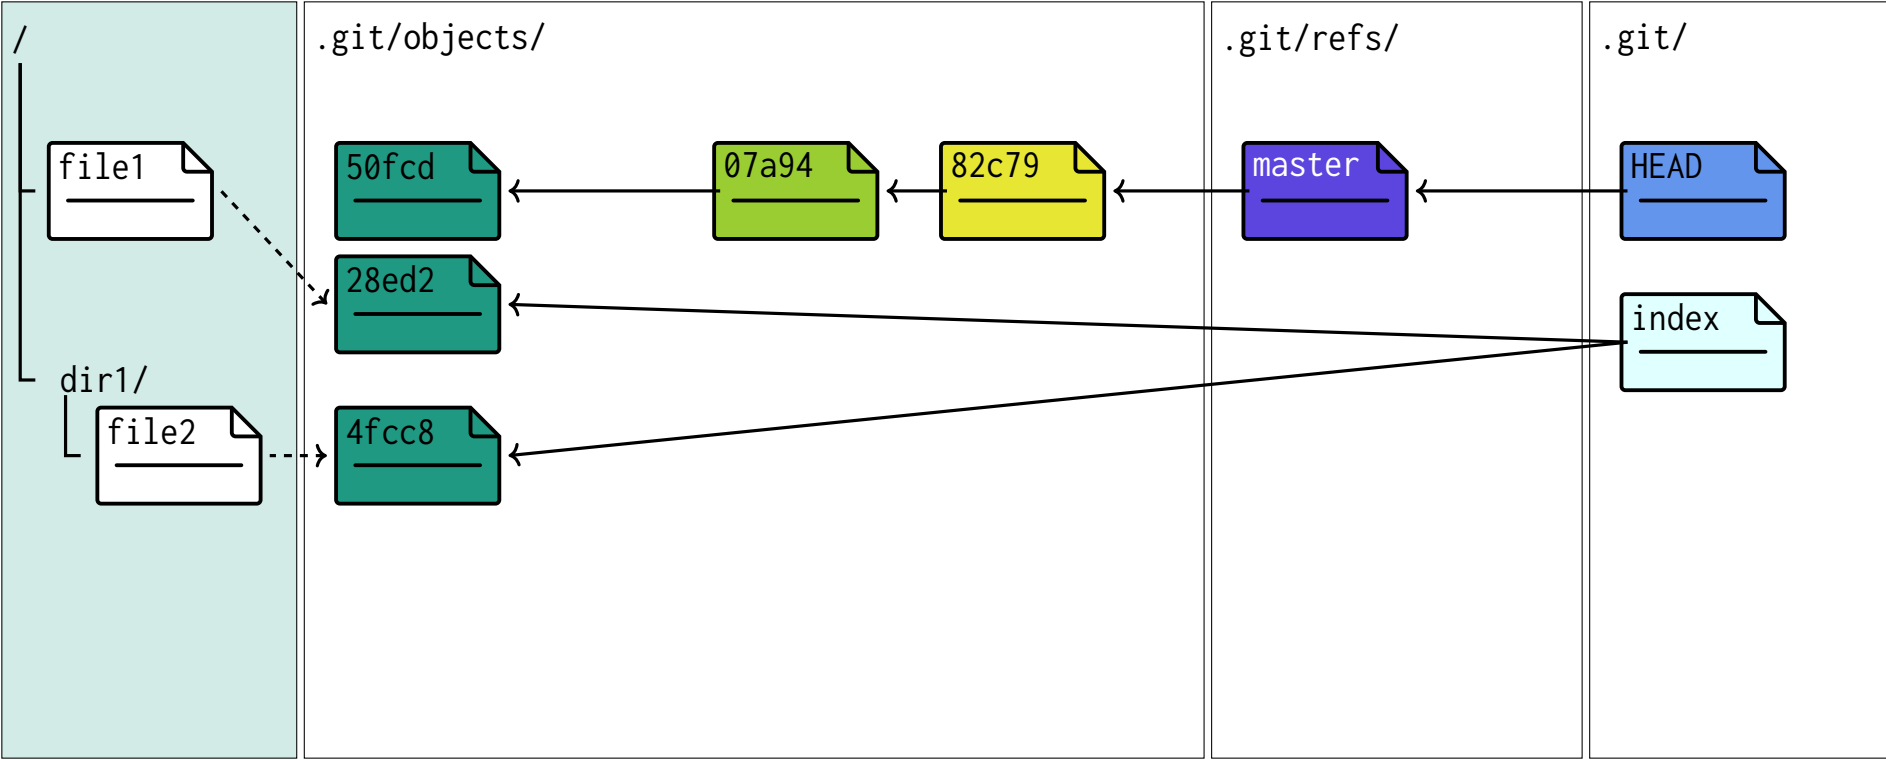 /
.git/objects/
.git/refs/
.git/
file1
50fcd
07a94
82c79
master
HEAD
28ed2
index
dir1/
file2
4fcc8